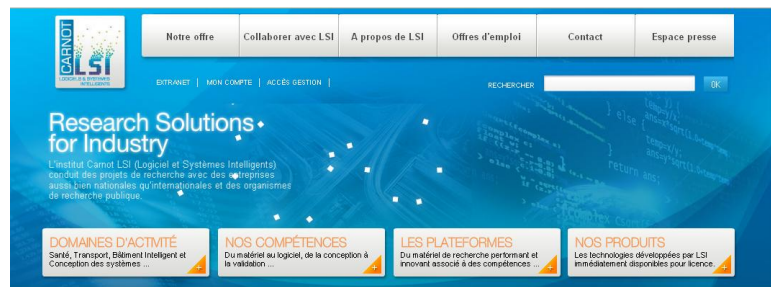 CARNOT
LSI
LOGICIELS & SYSTÈMES
INTELLIGENTS
Notre offre
Collaborer avec LSI
A propos de LSI
Offres d'emploi
Contact
Espace presse
EXTRANET | MON COMPTE | ACCÈS GESTION |
RECHERCHER
OK
Research Solutions
for Industry
L'institut Carnot LSI (Logiciel et Systèmes Intelligents)
conduit des projets de recherche avec des entreprises
aussi bien nationales qu'internationales et des organismes
de recherche publique.
} else {
return ans;
DOMAINES D'ACTIVITÉ
Santé, Transport, Bâtiment Intelligent et
Conception des systèmes ...
NOS COMPÉTENCES
Du matériel au logiciel, de la conception à
la validation ...
LES PLATEFORMES
Du matériel de recherche performant et
innovant associé à des compétences ...
NOS PRODUITS
Les technologies développées par LSI
immédiatement disponibles pour licence.